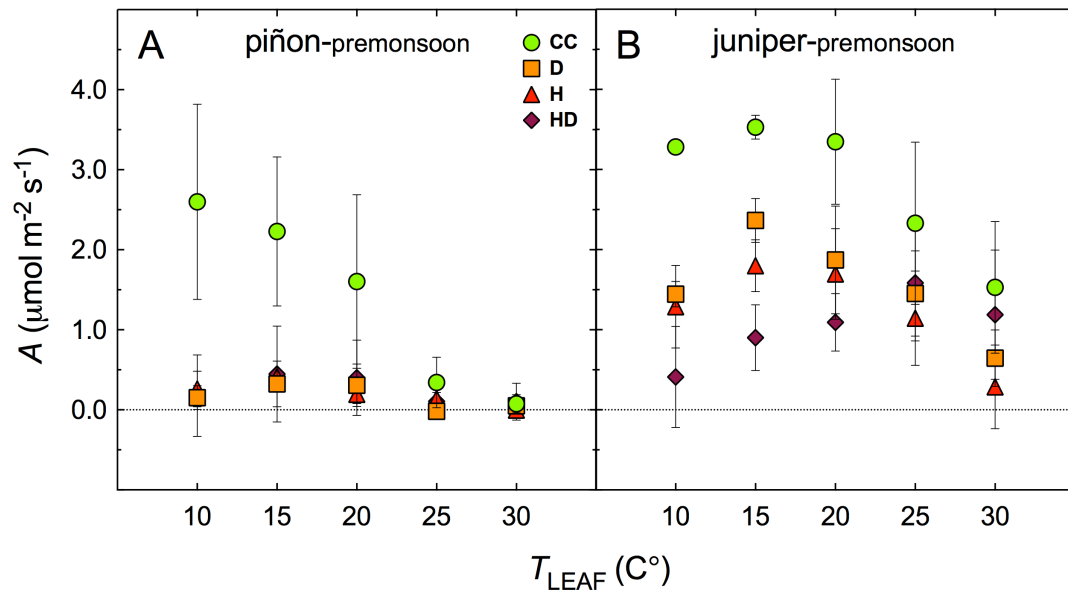 A piñon-premonsoon
CC
D
H
HD
B juniper-premonsoon
4.0
3.0
2.0
1.0
0.0
A (µmol m⁻² s⁻¹)
10 15 20 25 30
10 15 20 25 30
T_LEAF (C°)